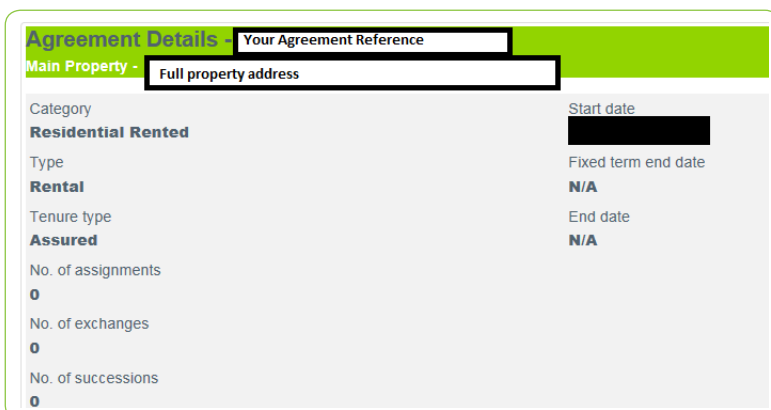 Agreement Details - Your Agreement Reference
Main Property - Full property address
Category
Residential Rented
Start date
Type
Rental
Fixed term end date
N/A
Tenure type
Assured
End date
N/A
No. of assignments
0
No. of exchanges
0
No. of successions
0